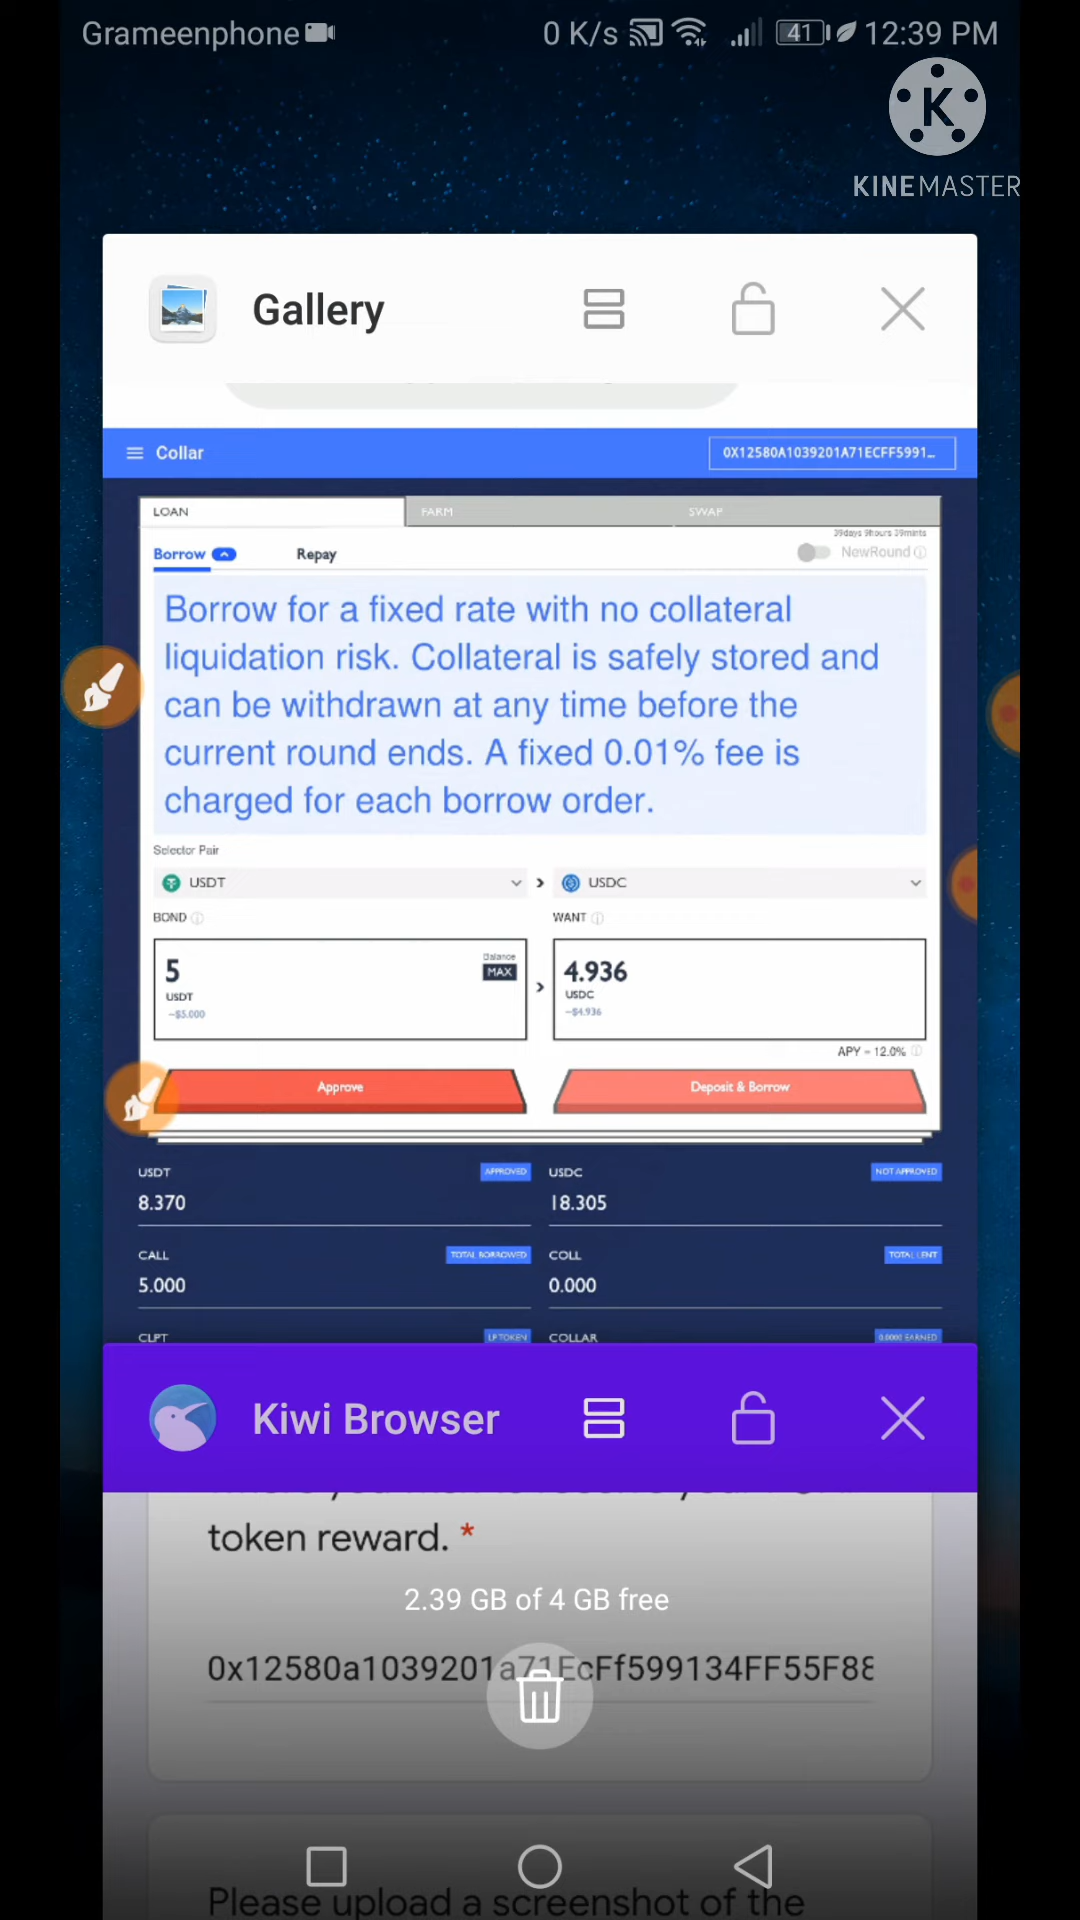 Grameenphone
0 K/s
41
12:39 PM
K
KINEMASTER
Gallery
Collar
0X12580A1039201A71ECFF5991...
LOAN
FARM
SWAP
39days 9hours 39mints
Borrow
Repay
NewRound
Borrow for a fixed rate with no collateral
liquidation risk. Collateral is safely stored and
can be withdrawn at any time before the
current round ends. A fixed 0.01% fee is
charged for each borrow order.
Selector Pair
USDT
USDC
BOND
WANT
5
Balance
MAX
USDT
~$5.000
4.936
USDC
~$4.936
APY = 12.0%
Approve
Deposit & Borrow
USDT
APPROVED
USDC
NOT APPROVED
8.370
18.305
CALL
TOTAL BORROWED
COLL
TOTAL LENT
5.000
0.000
CLPT
LP TOKEN
COLLAR
0.0000 EARNED
Kiwi Browser
token reward. *
2.39 GB of 4 GB free
0x12580a1039201a71EcFf599134FF55F88
Please upload a screenshot of the